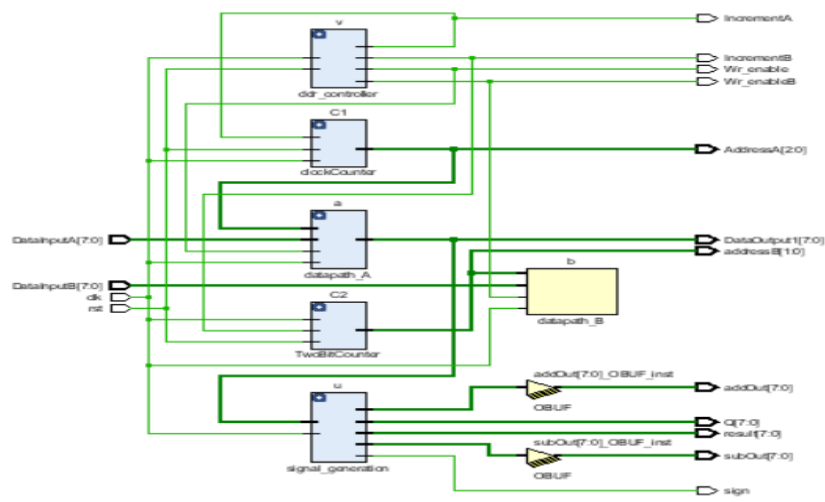 v
IncrementA
IncrementB
Wr_enable
Wr_enableB
ddr_controller
C1
AddressA[2:0]
clockCounter
a
DataInputA[7:0]
DataOutput1[7:0]
addressB[1:0]
datapath_A
b
DataInputB[7:0]
clk
rst
C2
datapath_B
TwoBitCounter
addOut[7:0]_OBUF_inst
u
addOut[7:0]
OBUF
Q[7:0]
result[7:0]
subOut[7:0]_OBUF_inst
subOut[7:0]
signal_generation
OBUF
sign